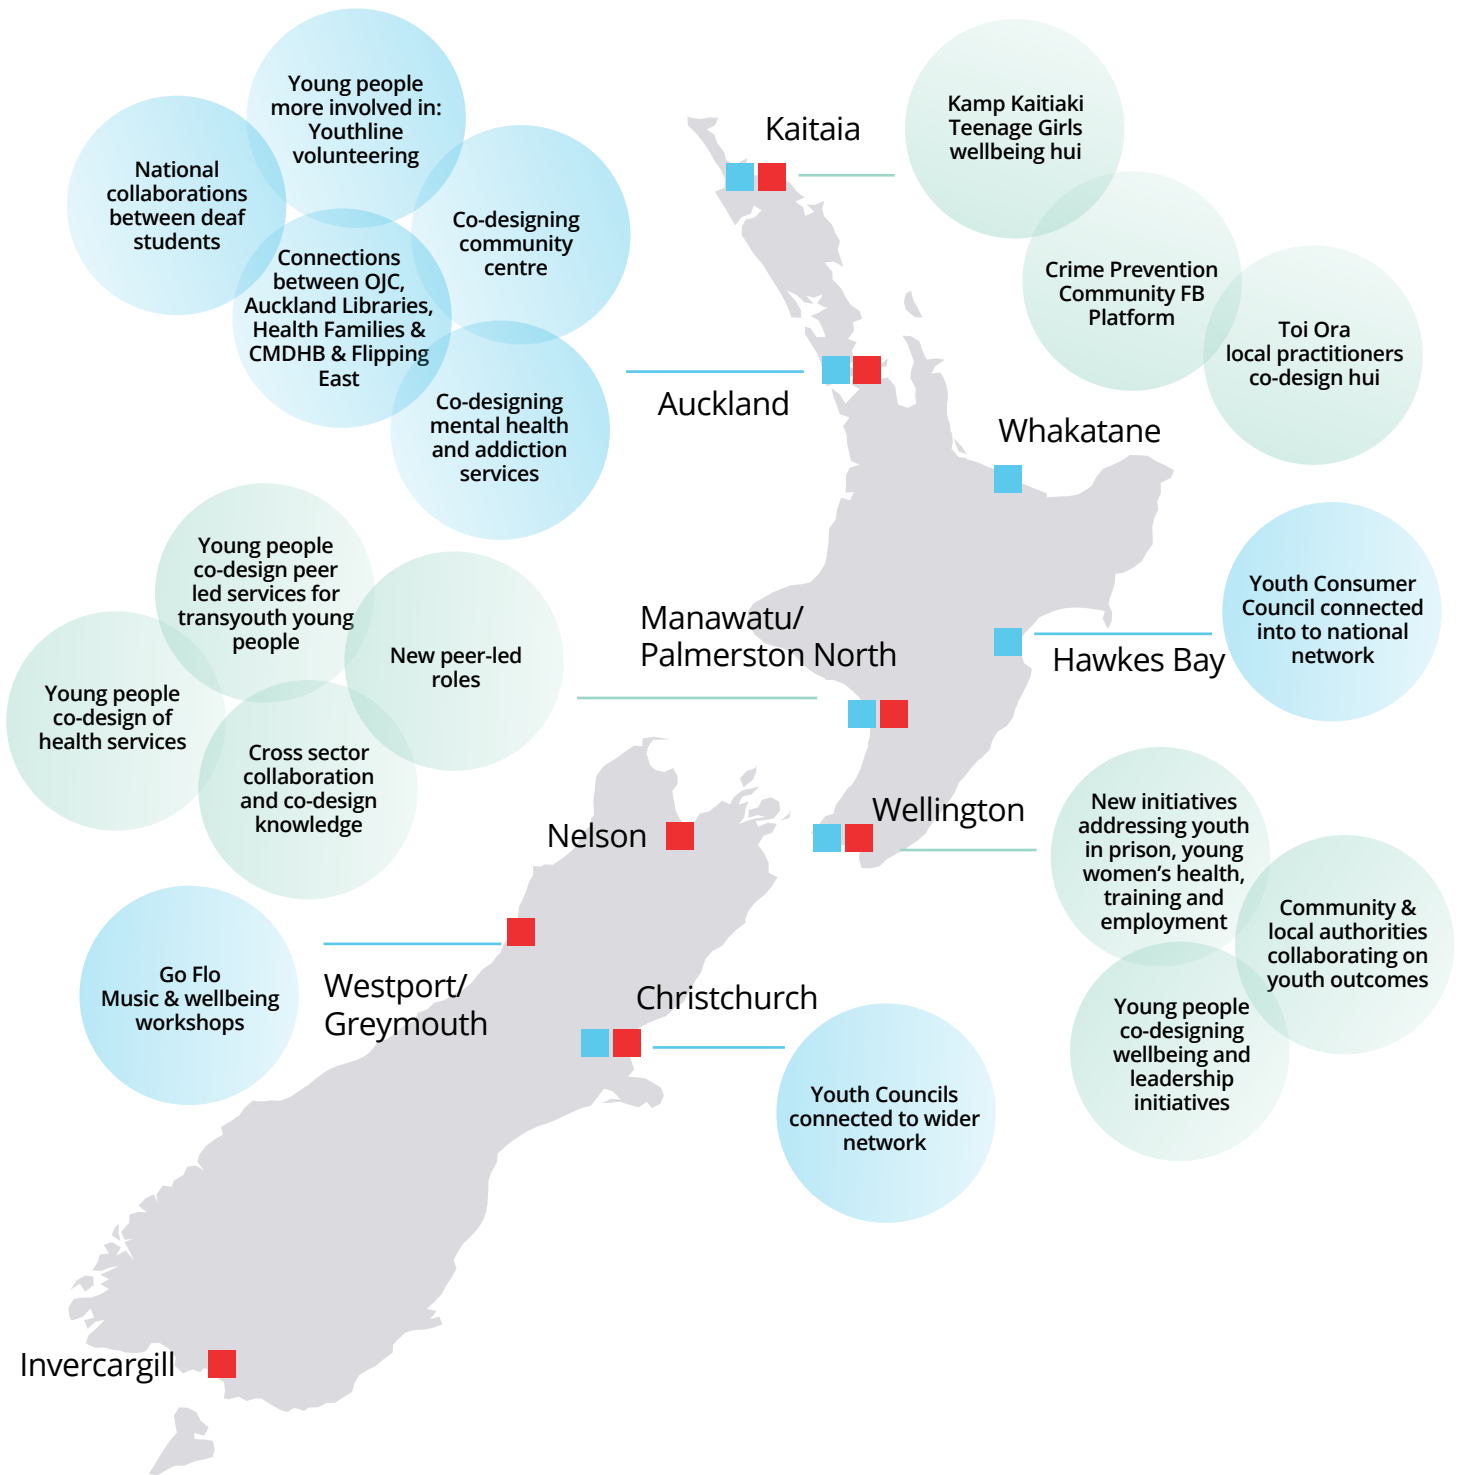 Young people
more involved in:
Youthline
volunteering
National
collaborations
between deaf
students
Co-designing
community
centre
Connections
between OJC,
Auckland Libraries,
Health Families &
CMDHB & Flipping
East
Co-designing
mental health
and addiction
services
Auckland
Kaitaia
Kamp Kaitiaki
Teenage Girls
wellbeing hui
Crime Prevention
Community FB
Platform
Toi Ora
local practitioners
co-design hui
Whakatane
Young people
co-design peer
led services for
transyouth young
people
New peer-led
roles
Young people
co-design of
health services
Cross sector
collaboration
and co-design
knowledge
Manawatu/
Palmerston North
Hawkes Bay
Youth Consumer
Council connected
into to national
network
Wellington
New initiatives
addressing youth
in prison, young
women's health,
training and
employment
Community &
local authorities
collaborating on
youth outcomes
Young people
co-designing
wellbeing and
leadership
initiatives
Nelson
Go Flo
Music & wellbeing
workshops
Westport/
Greymouth
Christchurch
Youth Councils
connected to wider
network
Invercargill